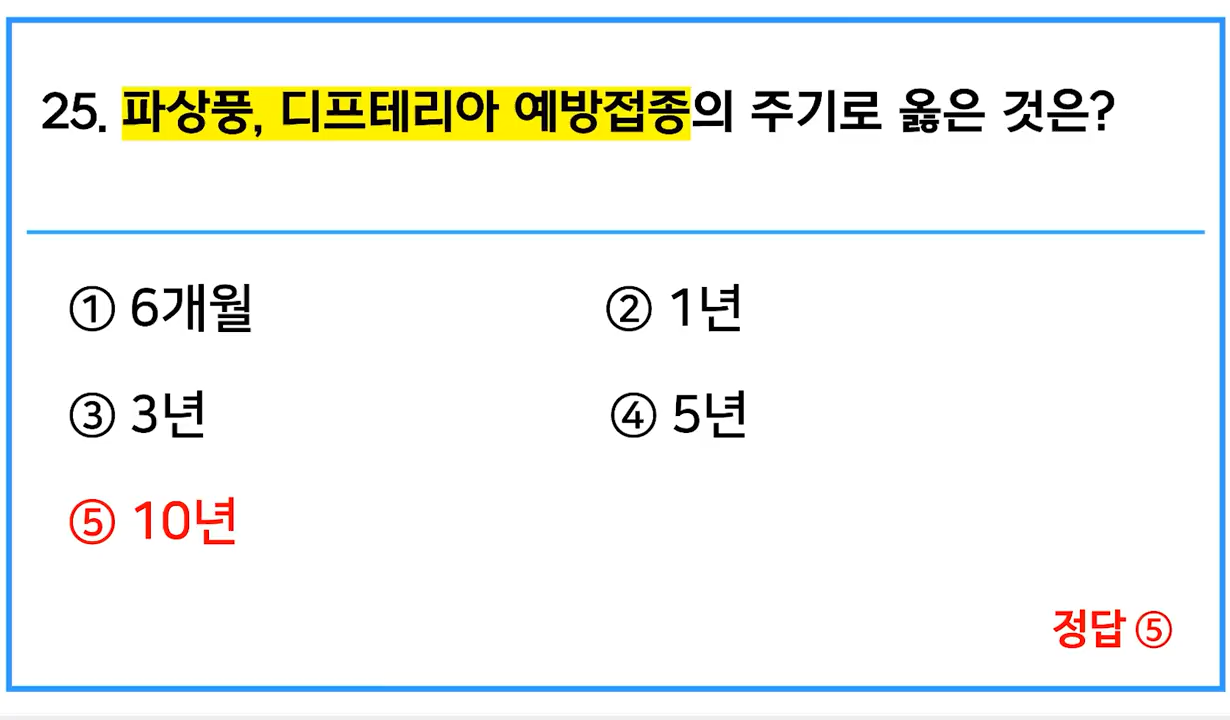 25. 파상풍, 디프테리아 예방접종의 주기로 옳은 것은?
① 6개월 ② 1년
③ 3년 ④ 5년
⑤ 10년
정답 ⑤